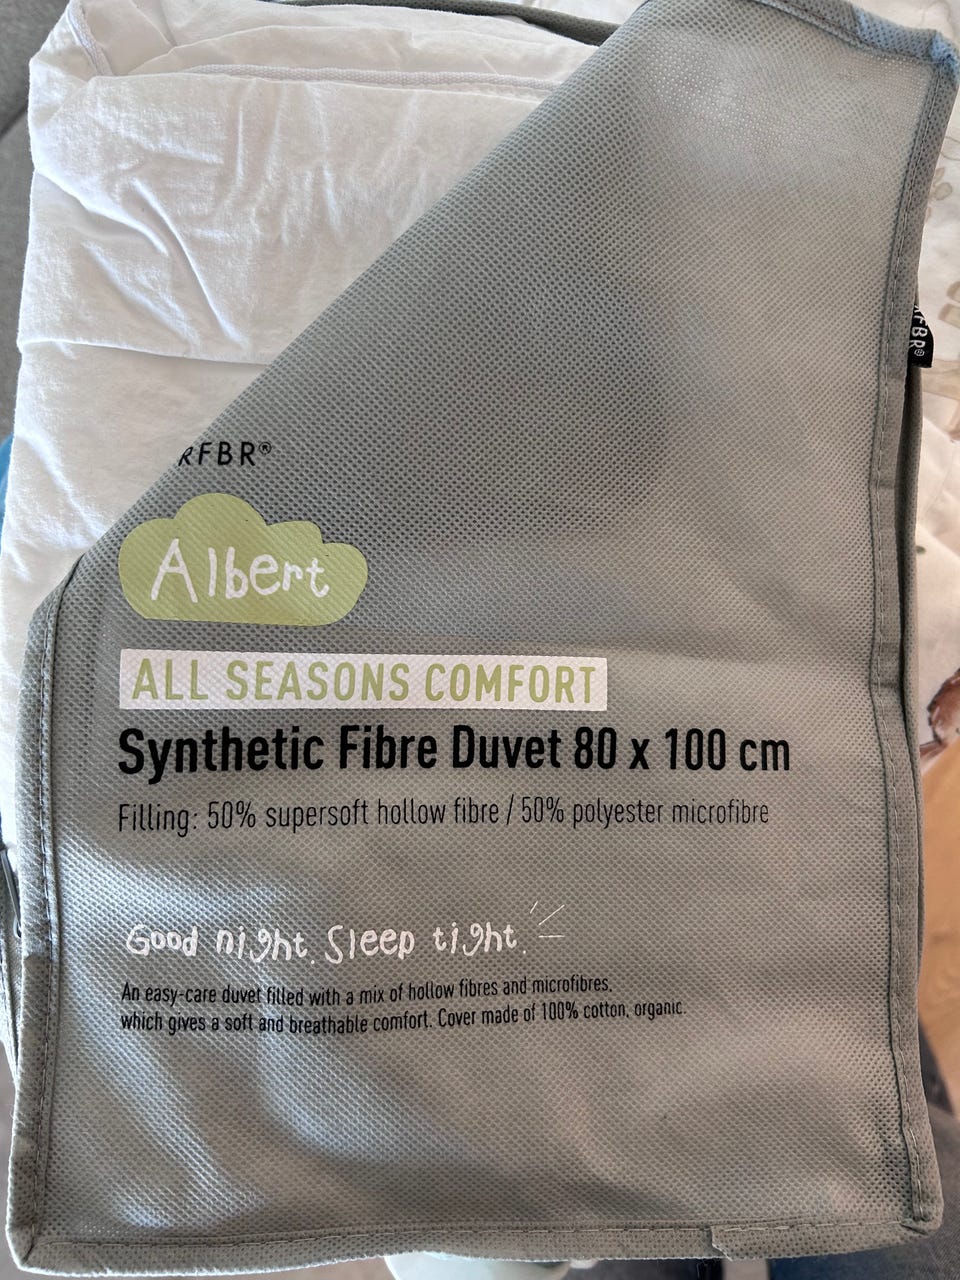 RFBR®
Albert
ALL SEASONS COMFORT
Synthetic Fibre Duvet 80 x 100 cm
Filling: 50% supersoft hollow fibre / 50% polyester microfibre
Good night. Sleep tight.
An easy-care duvet filled with a mix of hollow fibres and microfibres.
which gives a soft and breathable comfort. Cover made of 100% cotton, organic.
RFBR®